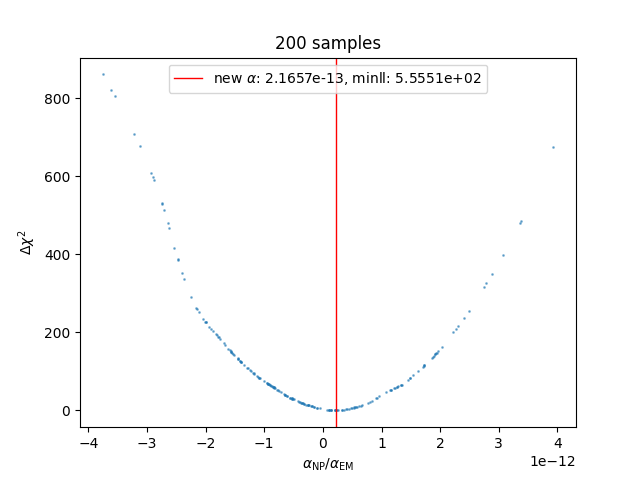 200 samples
new α: 2.1657e-13, minll: 5.5551e+02
800
600
400
200
0
Δχ²
−4 −3 −2 −1 0 1 2 3 4
1e−12
α_NP/α_EM